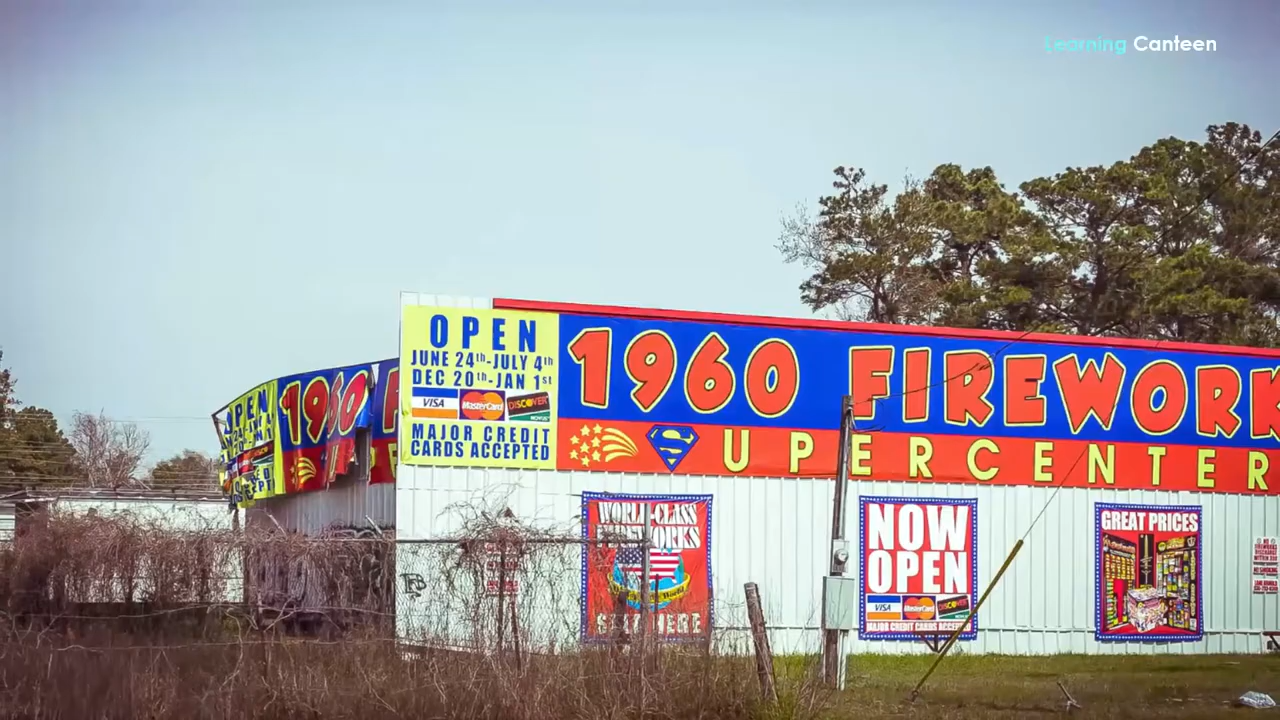 Learning Canteen
OPEN
JUNE 24th-JULY 4th
DEC 20th-JAN 1st
VISA
MasterCard
DISCOVER
MAJOR CREDIT
CARDS ACCEPTED
1960 FIREWORK
SUPERCENTER
OPEN
1960 F
WORLD-CLASS
FIREWORKS
NOW
OPEN
VISA
MasterCard
DISCOVER
MAJOR CREDIT CARDS ACCEPTED
GREAT PRICES